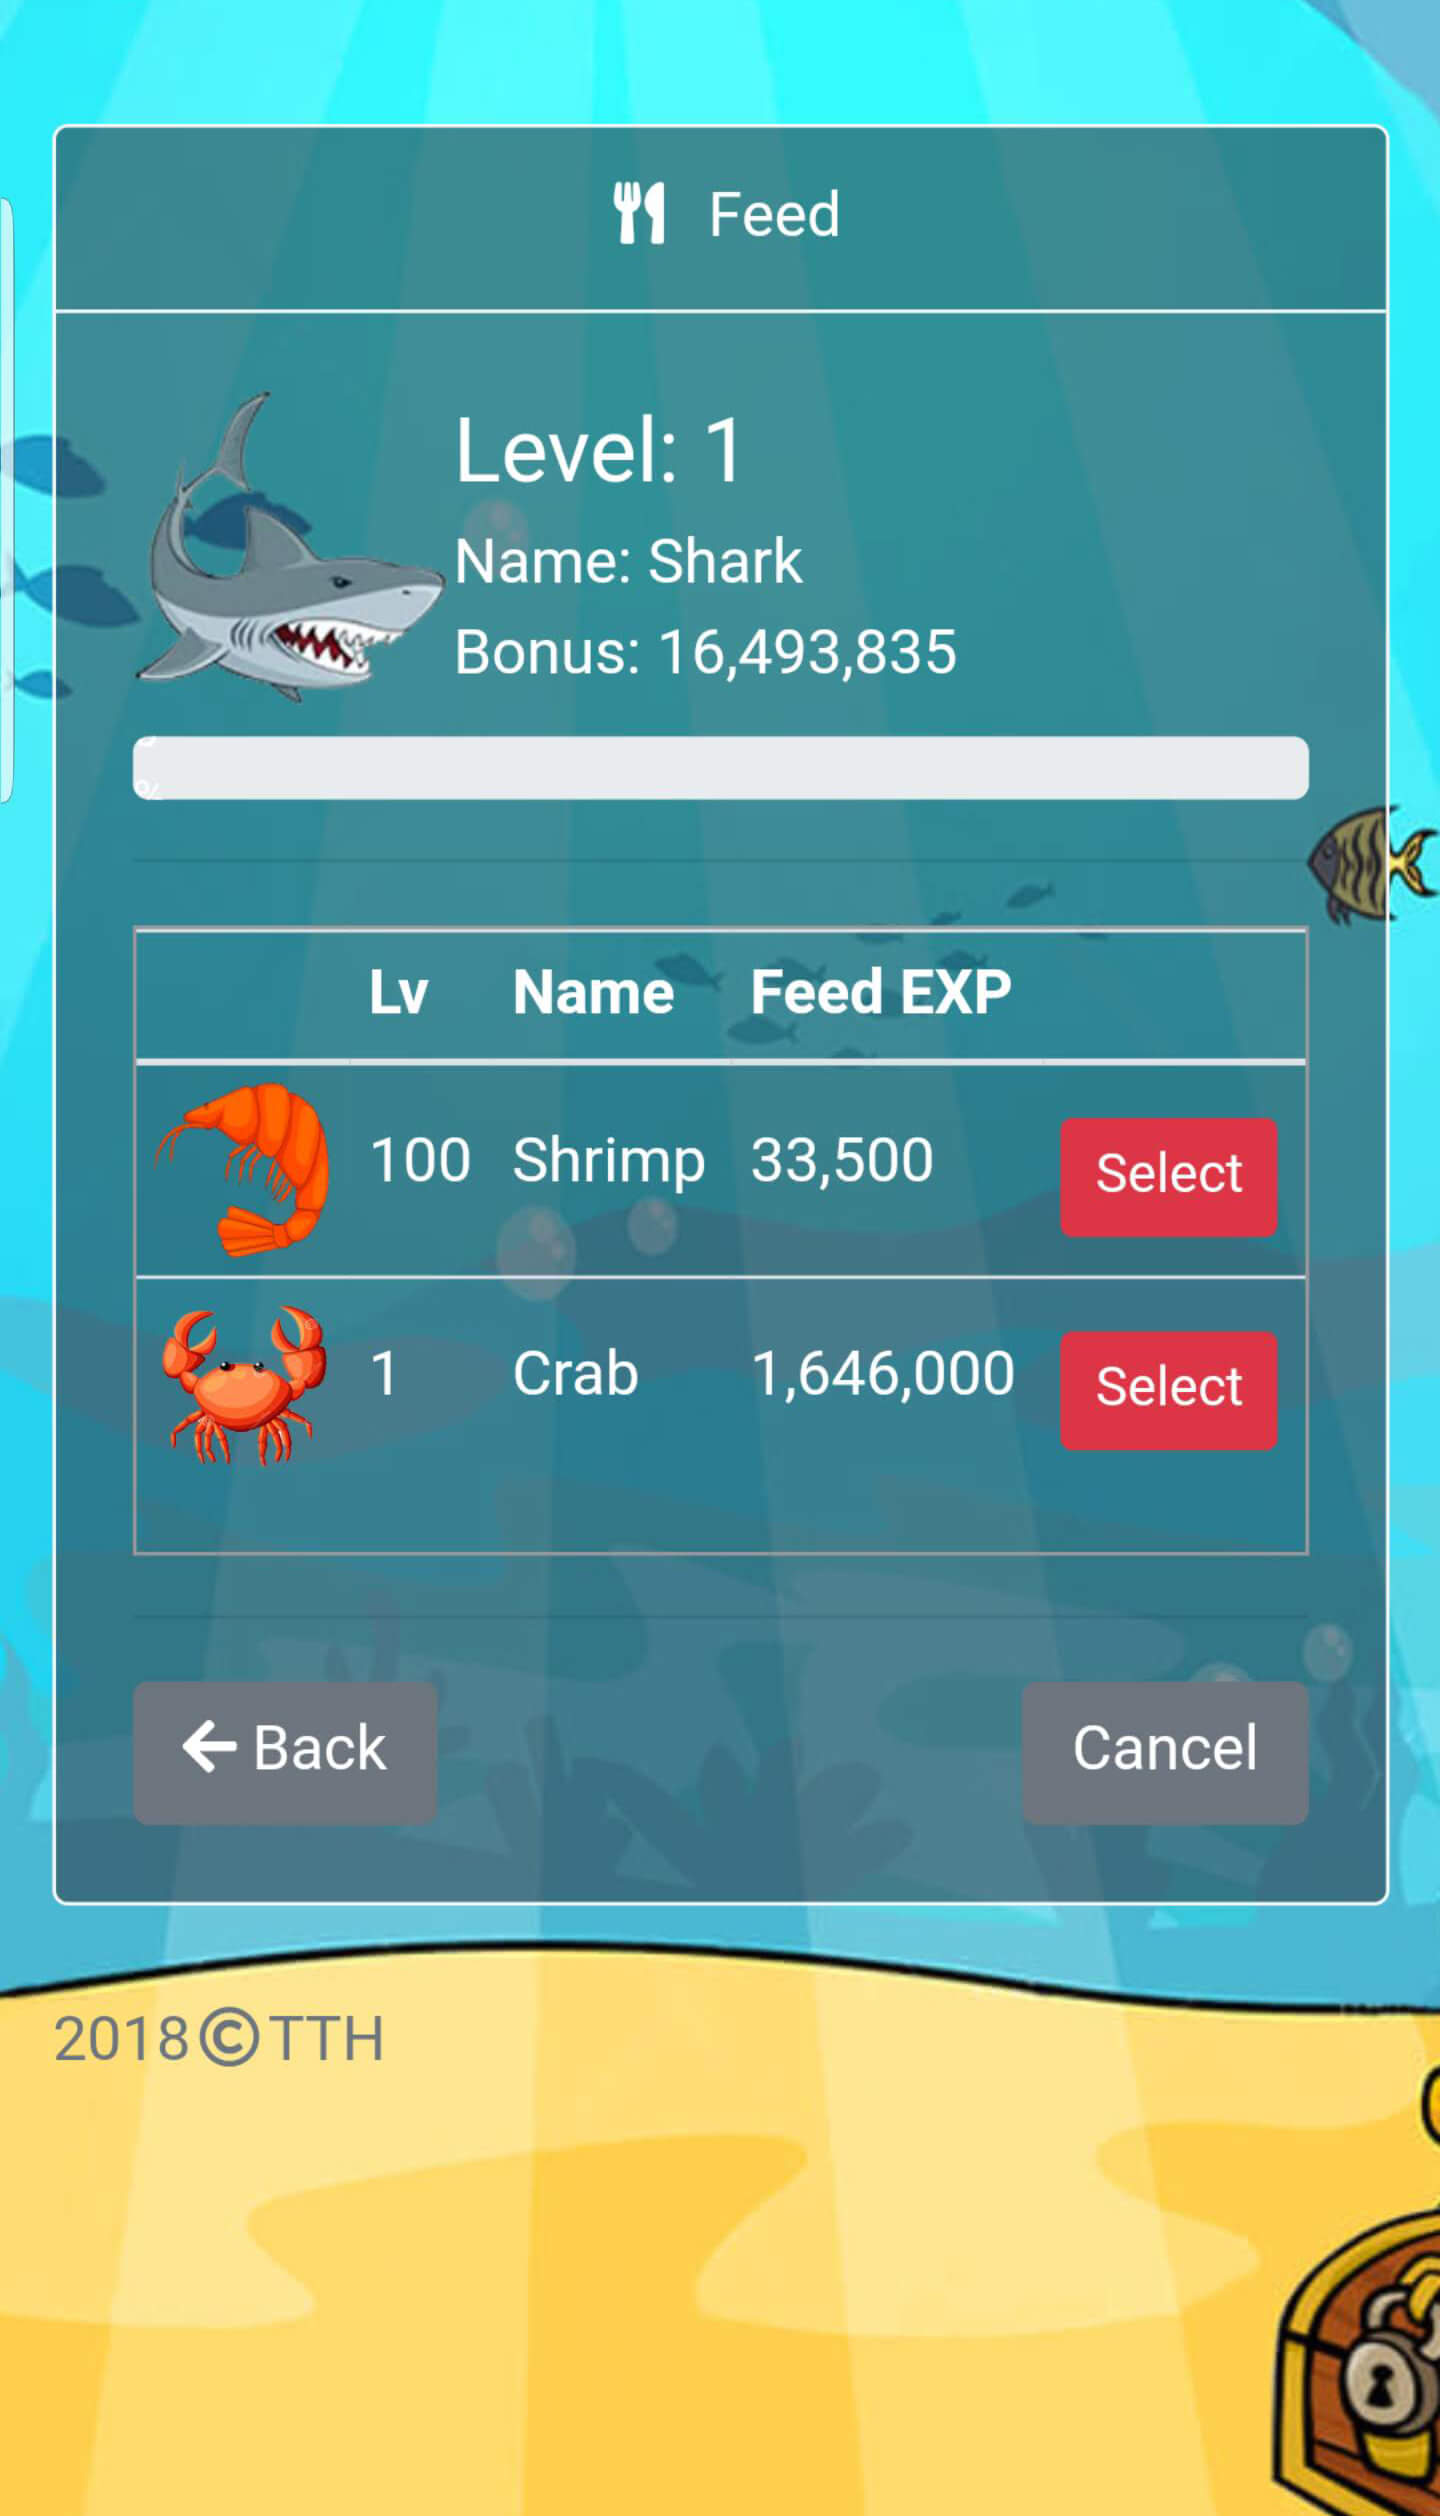 Feed
Level: 1
Name: Shark
Bonus: 16,493,835
%
Lv Name Feed EXP
100 Shrimp 33,500 Select
1 Crab 1,646,000 Select
Back
Cancel
2018©TTH